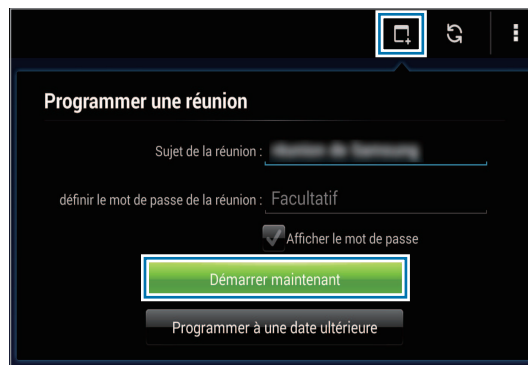 Programmer une réunion
Sujet de la réunion :
définir le mot de passe de la réunion : Facultatif
Afficher le mot de passe
Démarrer maintenant
Programmer à une date ultérieure